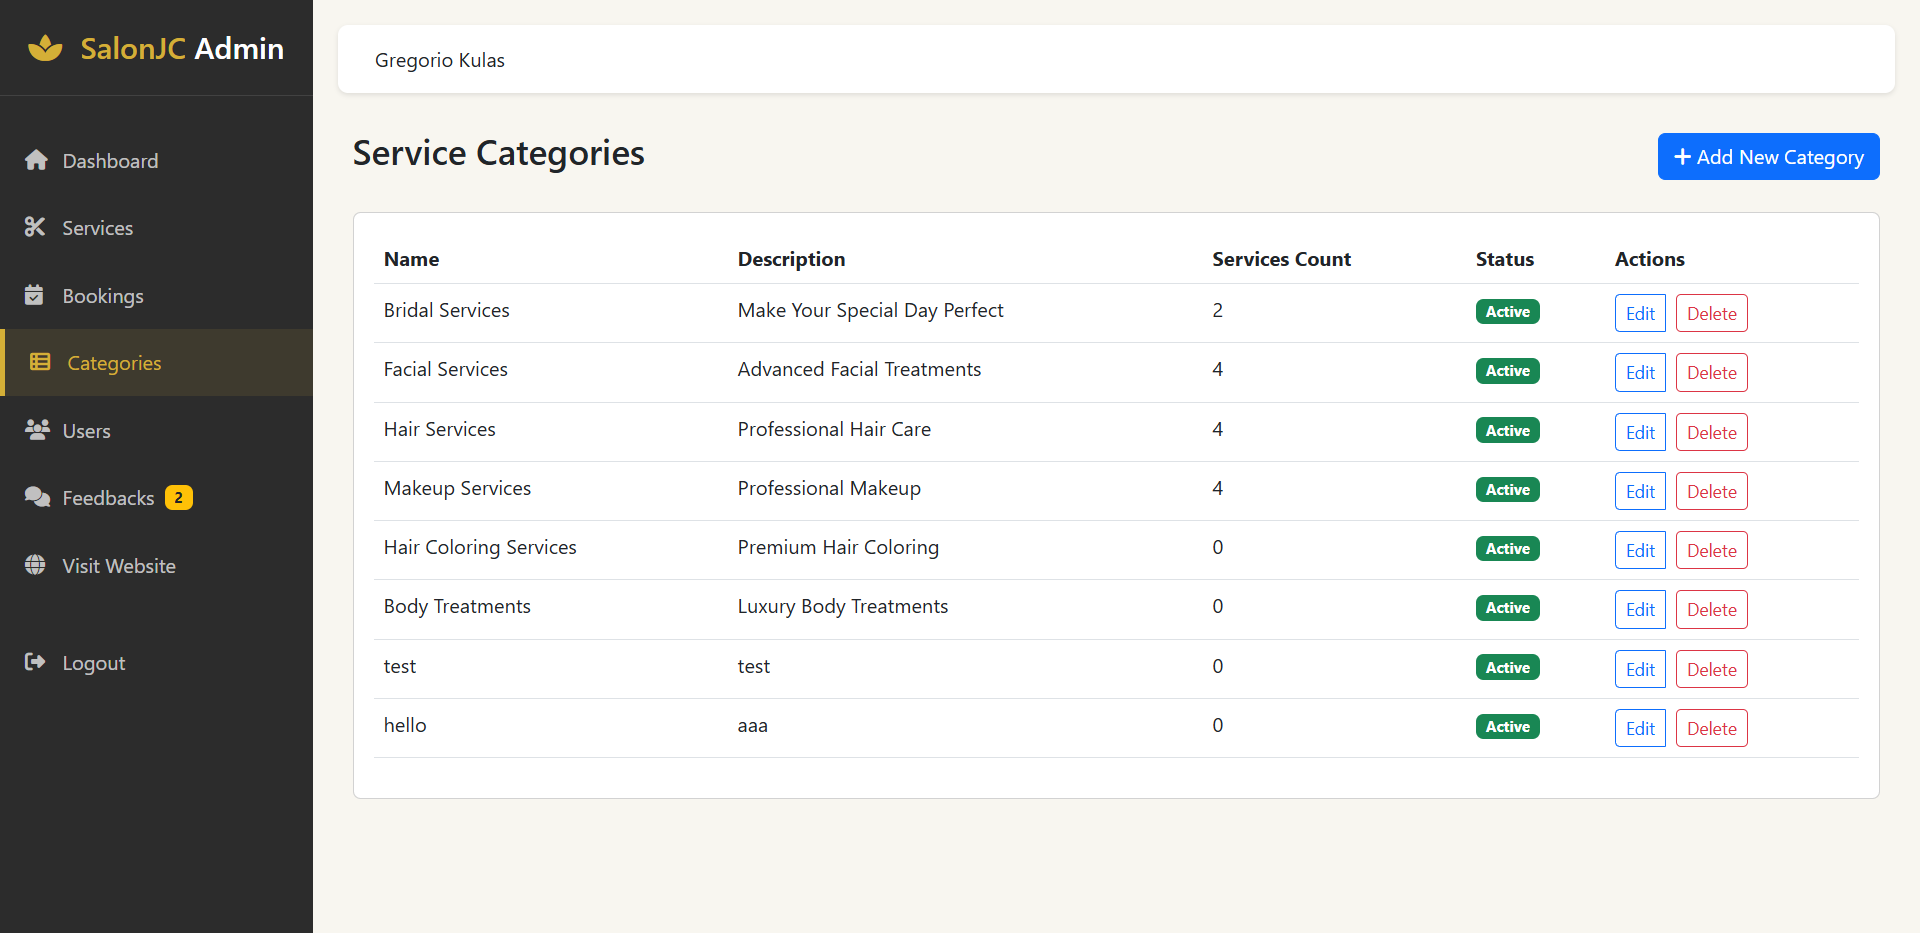 SalonJC Admin
Gregorio Kulas
Dashboard
Services
Bookings
Categories
Users
Feedbacks 2
Visit Website
Logout
Service Categories
Add New Category
Name Description Services Count Status Actions
Bridal Services Make Your Special Day Perfect 2 Active Edit Delete
Facial Services Advanced Facial Treatments 4 Active Edit Delete
Hair Services Professional Hair Care 4 Active Edit Delete
Makeup Services Professional Makeup 4 Active Edit Delete
Hair Coloring Services Premium Hair Coloring 0 Active Edit Delete
Body Treatments Luxury Body Treatments 0 Active Edit Delete
test test 0 Active Edit Delete
hello aaa 0 Active Edit Delete